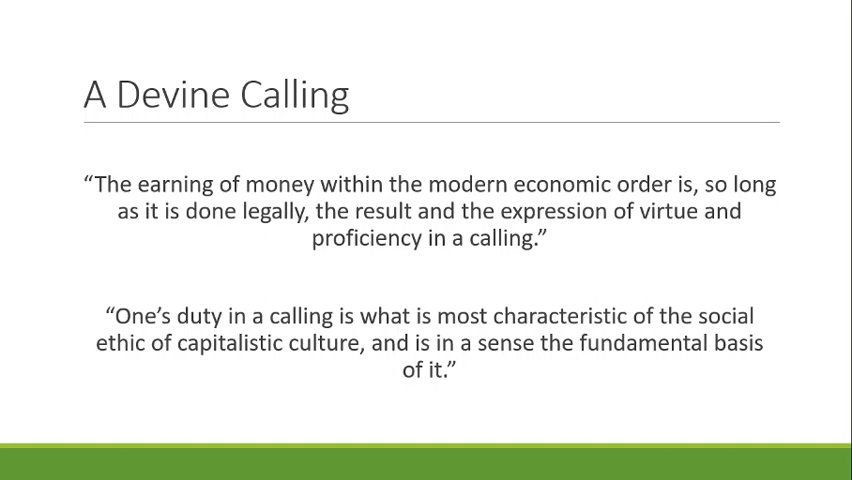 A Devine Calling
“The earning of money within the modern economic order is, so long
as it is done legally, the result and the expression of virtue and
proficiency in a calling.”
“One’s duty in a calling is what is most characteristic of the social
ethic of capitalistic culture, and is in a sense the fundamental basis
of it.”